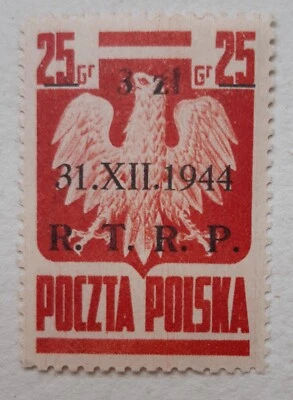 25 Gr Gr 25
3 zł
31.XII.1944
R. T. R. P.
POCZTA POLSKA